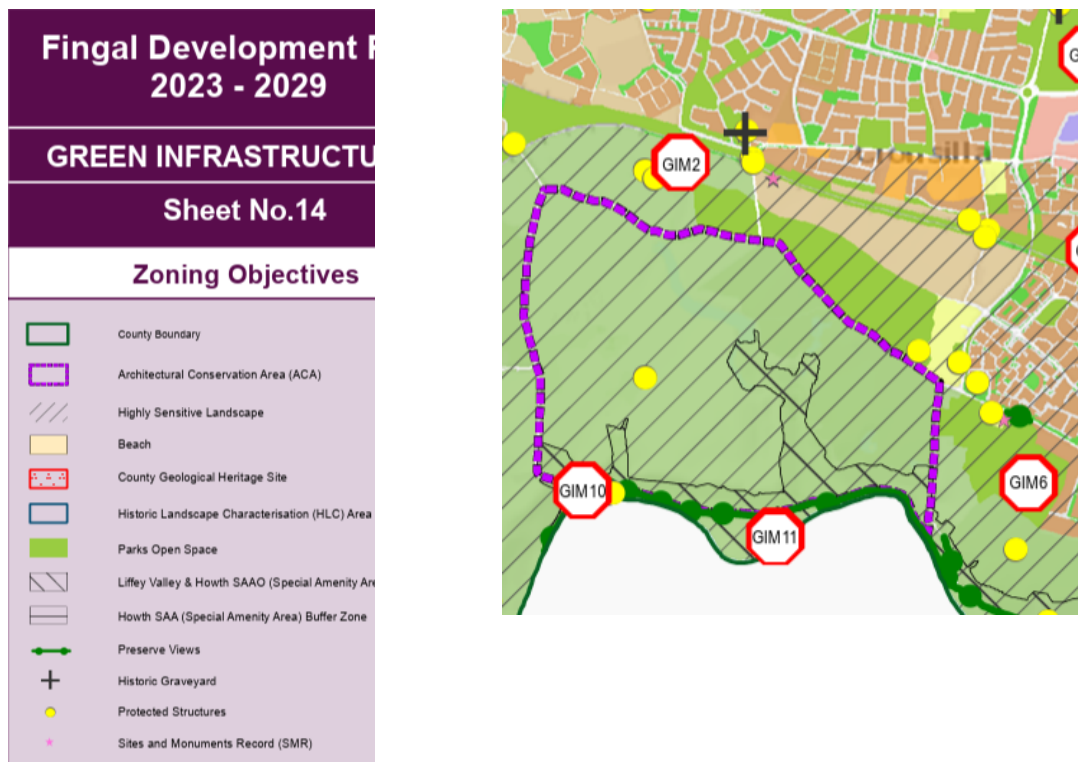 Fingal Development P
2023 - 2029
GREEN INFRASTRUCTU
Sheet No.14
Zoning Objectives
County Boundary
Architectural Conservation Area (ACA)
Highly Sensitive Landscape
Beach
County Geological Heritage Site
Historic Landscape Characterisation (HLC) Area
Parks Open Space
Liffey Valley & Howth SAAO (Special Amenity Are
Howth SAA (Special Amenity Area) Buffer Zone
Preserve Views
Historic Graveyard
Protected Structures
Sites and Monuments Record (SMR)
G
Clonsilla
GIM2
GIM6
GIM10
GIM11